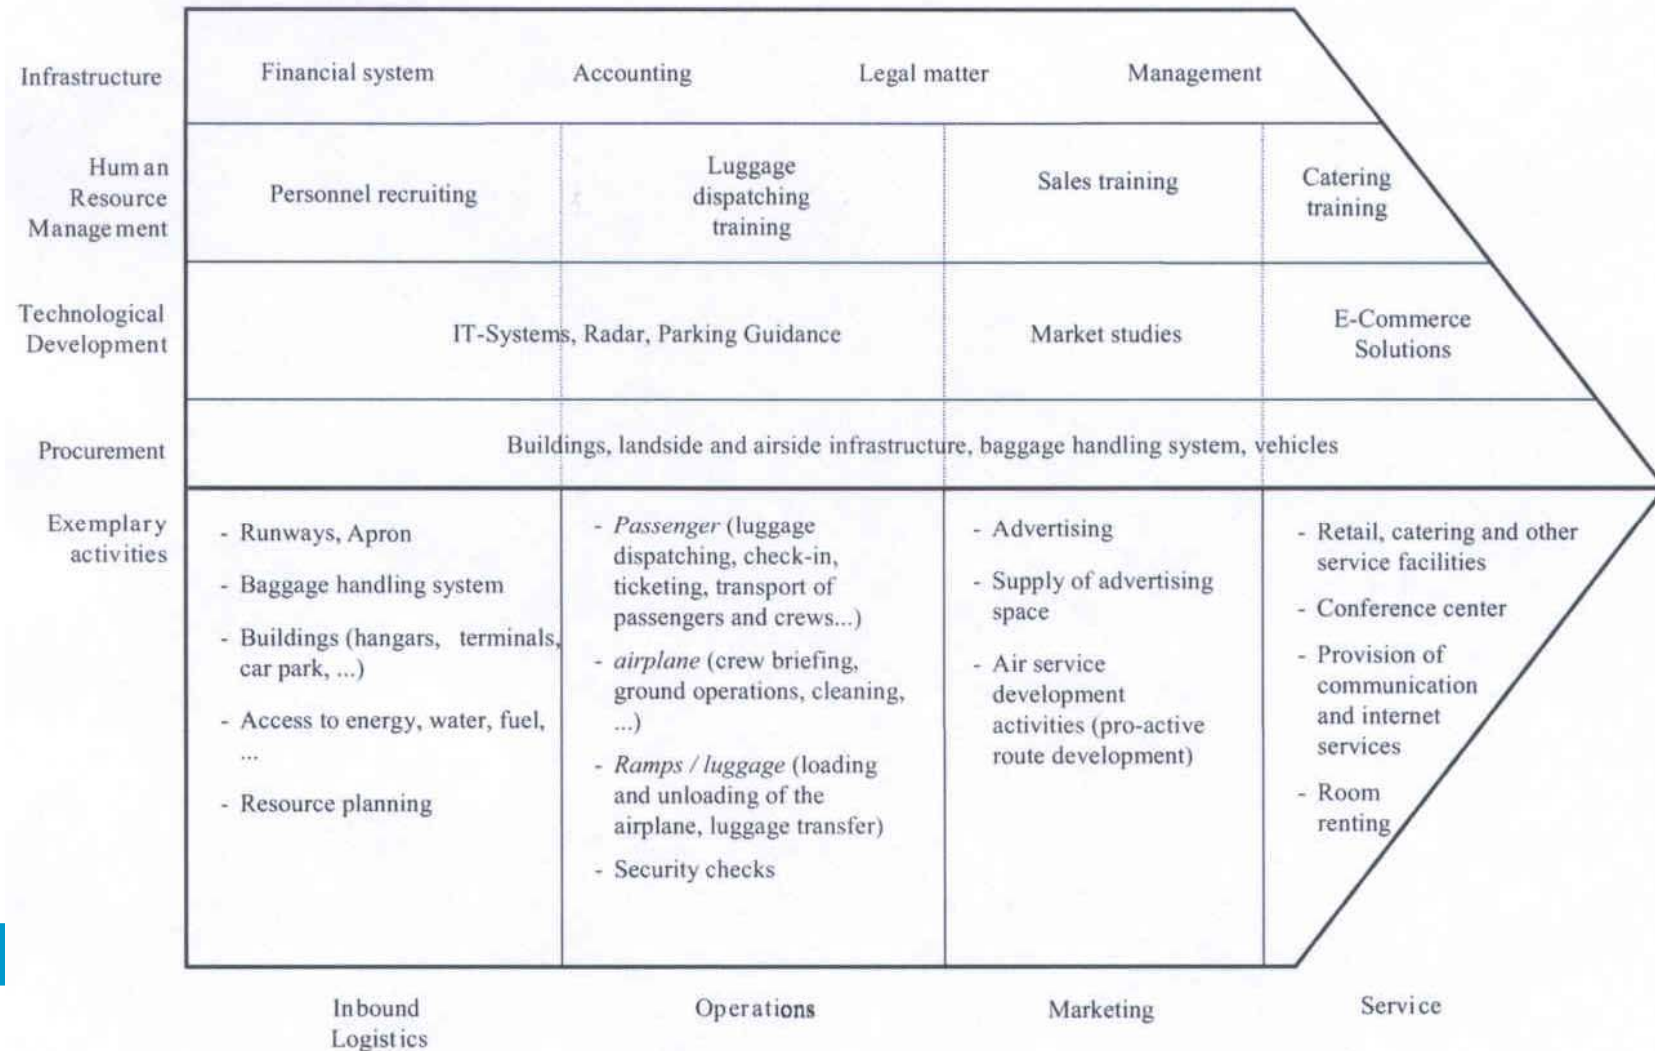 Infrastructure
Financial system
Accounting
Legal matter
Management
Human
Resource
Management
Personnel recruiting
Luggage
dispatching
training
Sales training
Catering
training
Technological
Development
IT-Systems, Radar, Parking Guidance
Market studies
E-Commerce
Solutions
Procurement
Buildings, landside and airside infrastructure, baggage handling system, vehicles
Exemplary
activities
- Runways, Apron
- Baggage handling system
- Buildings (hangars, terminals,
car park, ...)
- Access to energy, water, fuel,
...
- Resource planning
- Passenger (luggage
dispatching, check-in,
ticketing, transport of
passengers and crews...)
- airplane (crew briefing,
ground operations, cleaning,
...)
- Ramps / luggage (loading
and unloading of the
airplane, luggage transfer)
- Security checks
- Advertising
- Supply of advertising
space
- Air service
development
activities (pro-active
route development)
- Retail, catering and other
service facilities
- Conference center
- Provision of
communication
and internet
services
- Room
renting
Inbound
Logistics
Operations
Marketing
Service